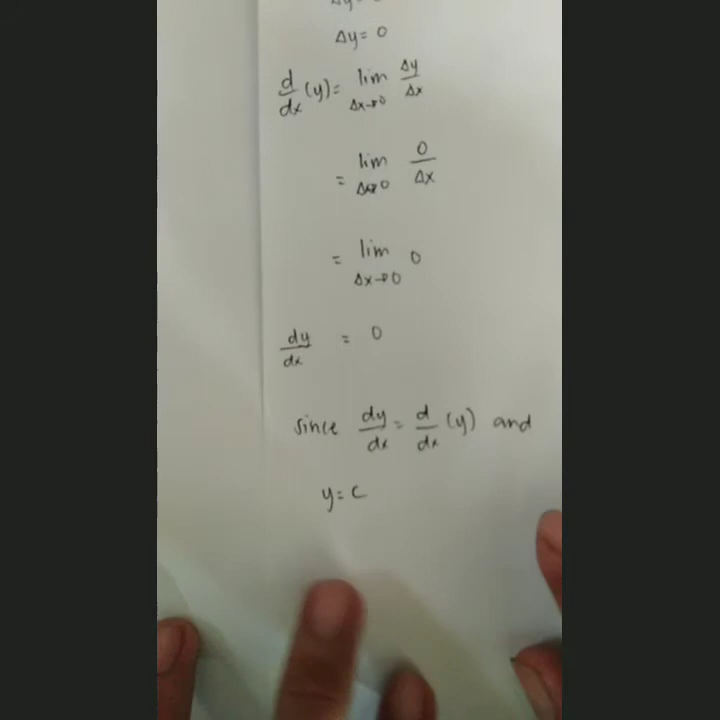 Δy = 0
d/dx (y) = lim Δx→0 Δy/Δx
= lim Δx→0 0/Δx
= lim Δx→0 0
dy/dx = 0
since dy/dx = d/dx (y) and
y = c